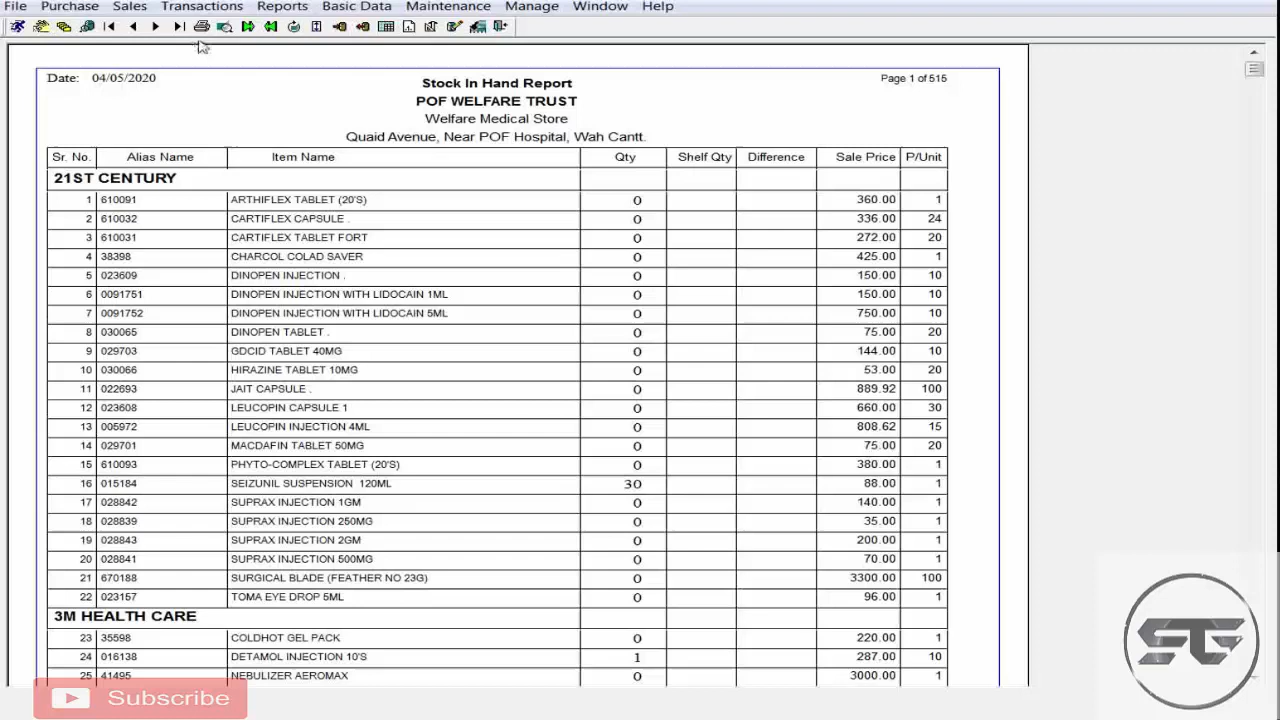 File Purchase Sales Transactions Reports Basic Data Maintenance Manage Window Help
Date: 04/05/2020
Stock In Hand Report
Page 1 of 515
POF WELFARE TRUST
Welfare Medical Store
Quaid Avenue, Near POF Hospital, Wah Cantt.
Sr. No. Alias Name Item Name Qty Shelf Qty Difference Sale Price P/Unit
21ST CENTURY
1 610091 ARTHIFLEX TABLET (20'S) 0 360.00 1
2 610032 CARTIFLEX CAPSULE . 0 336.00 24
3 610031 CARTIFLEX TABLET FORT 0 272.00 20
4 38398 CHARCOL COLAD SAVER 0 425.00 1
5 023609 DINOPEN INJECTION . 0 150.00 10
6 0091751 DINOPEN INJECTION WITH LIDOCAIN 1ML 0 150.00 10
7 0091752 DINOPEN INJECTION WITH LIDOCAIN 5ML 0 750.00 10
8 030065 DINOPEN TABLET . 0 75.00 20
9 029703 GDCID TABLET 40MG 0 144.00 10
10 030066 HIRAZINE TABLET 10MG 0 53.00 20
11 022693 JAIT CAPSULE . 0 889.92 100
12 023608 LEUCOPIN CAPSULE 1 0 660.00 30
13 005972 LEUCOPIN INJECTION 4ML 0 808.62 15
14 029701 MACDAFIN TABLET 50MG 0 75.00 20
15 610093 PHYTO-COMPLEX TABLET (20'S) 0 380.00 1
16 015184 SEIZUNIL SUSPENSION 120ML 30 88.00 1
17 028842 SUPRAX INJECTION 1GM 0 140.00 1
18 028839 SUPRAX INJECTION 250MG 0 35.00 1
19 028843 SUPRAX INJECTION 2GM 0 200.00 1
20 028841 SUPRAX INJECTION 500MG 0 70.00 1
21 670188 SURGICAL BLADE (FEATHER NO 23G) 0 3300.00 100
22 023157 TOMA EYE DROP 5ML 0 96.00 1
3M HEALTH CARE
23 35598 COLDHOT GEL PACK 0 220.00 1
24 016138 DETAMOL INJECTION 10'S 1 287.00 10
25 41495 NEBULIZER AEROMAX 0 3000.00 1
Subscribe
STG